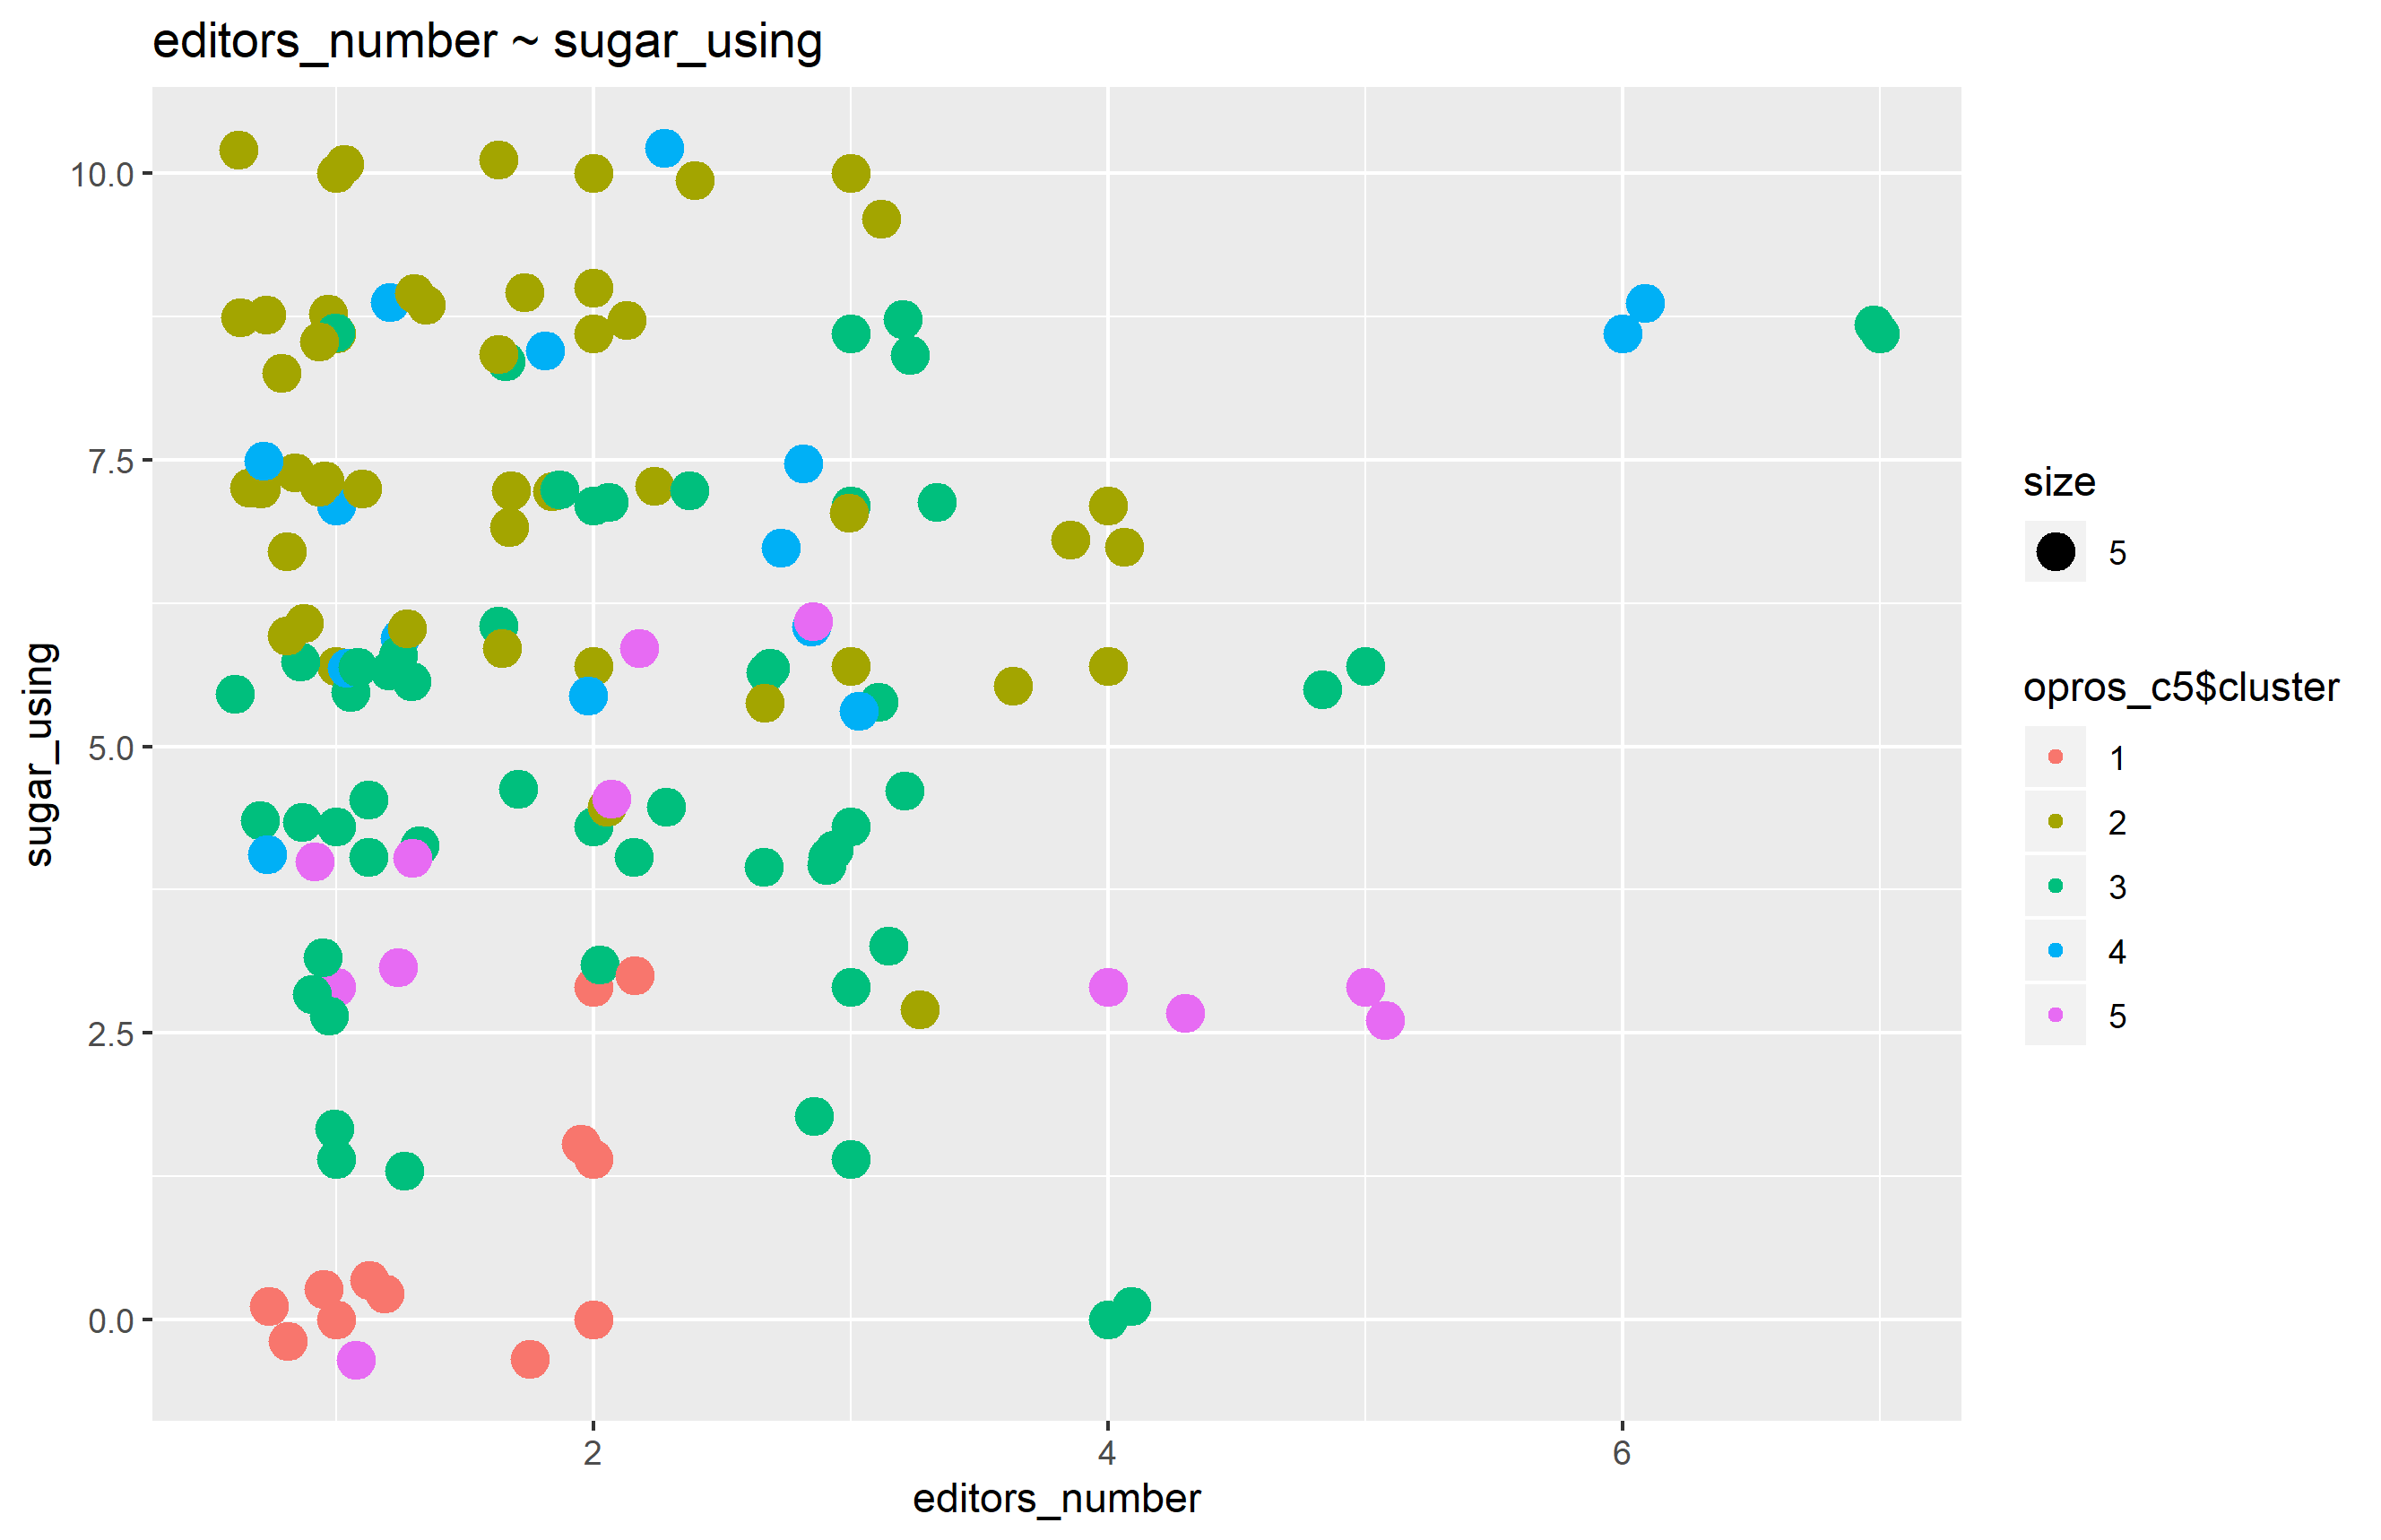 editors_number ~ sugar_using
10.0
7.5
5.0
2.5
0.0
sugar_using
2
4
6
editors_number
size
5
opros_c5$cluster
1
2
3
4
5